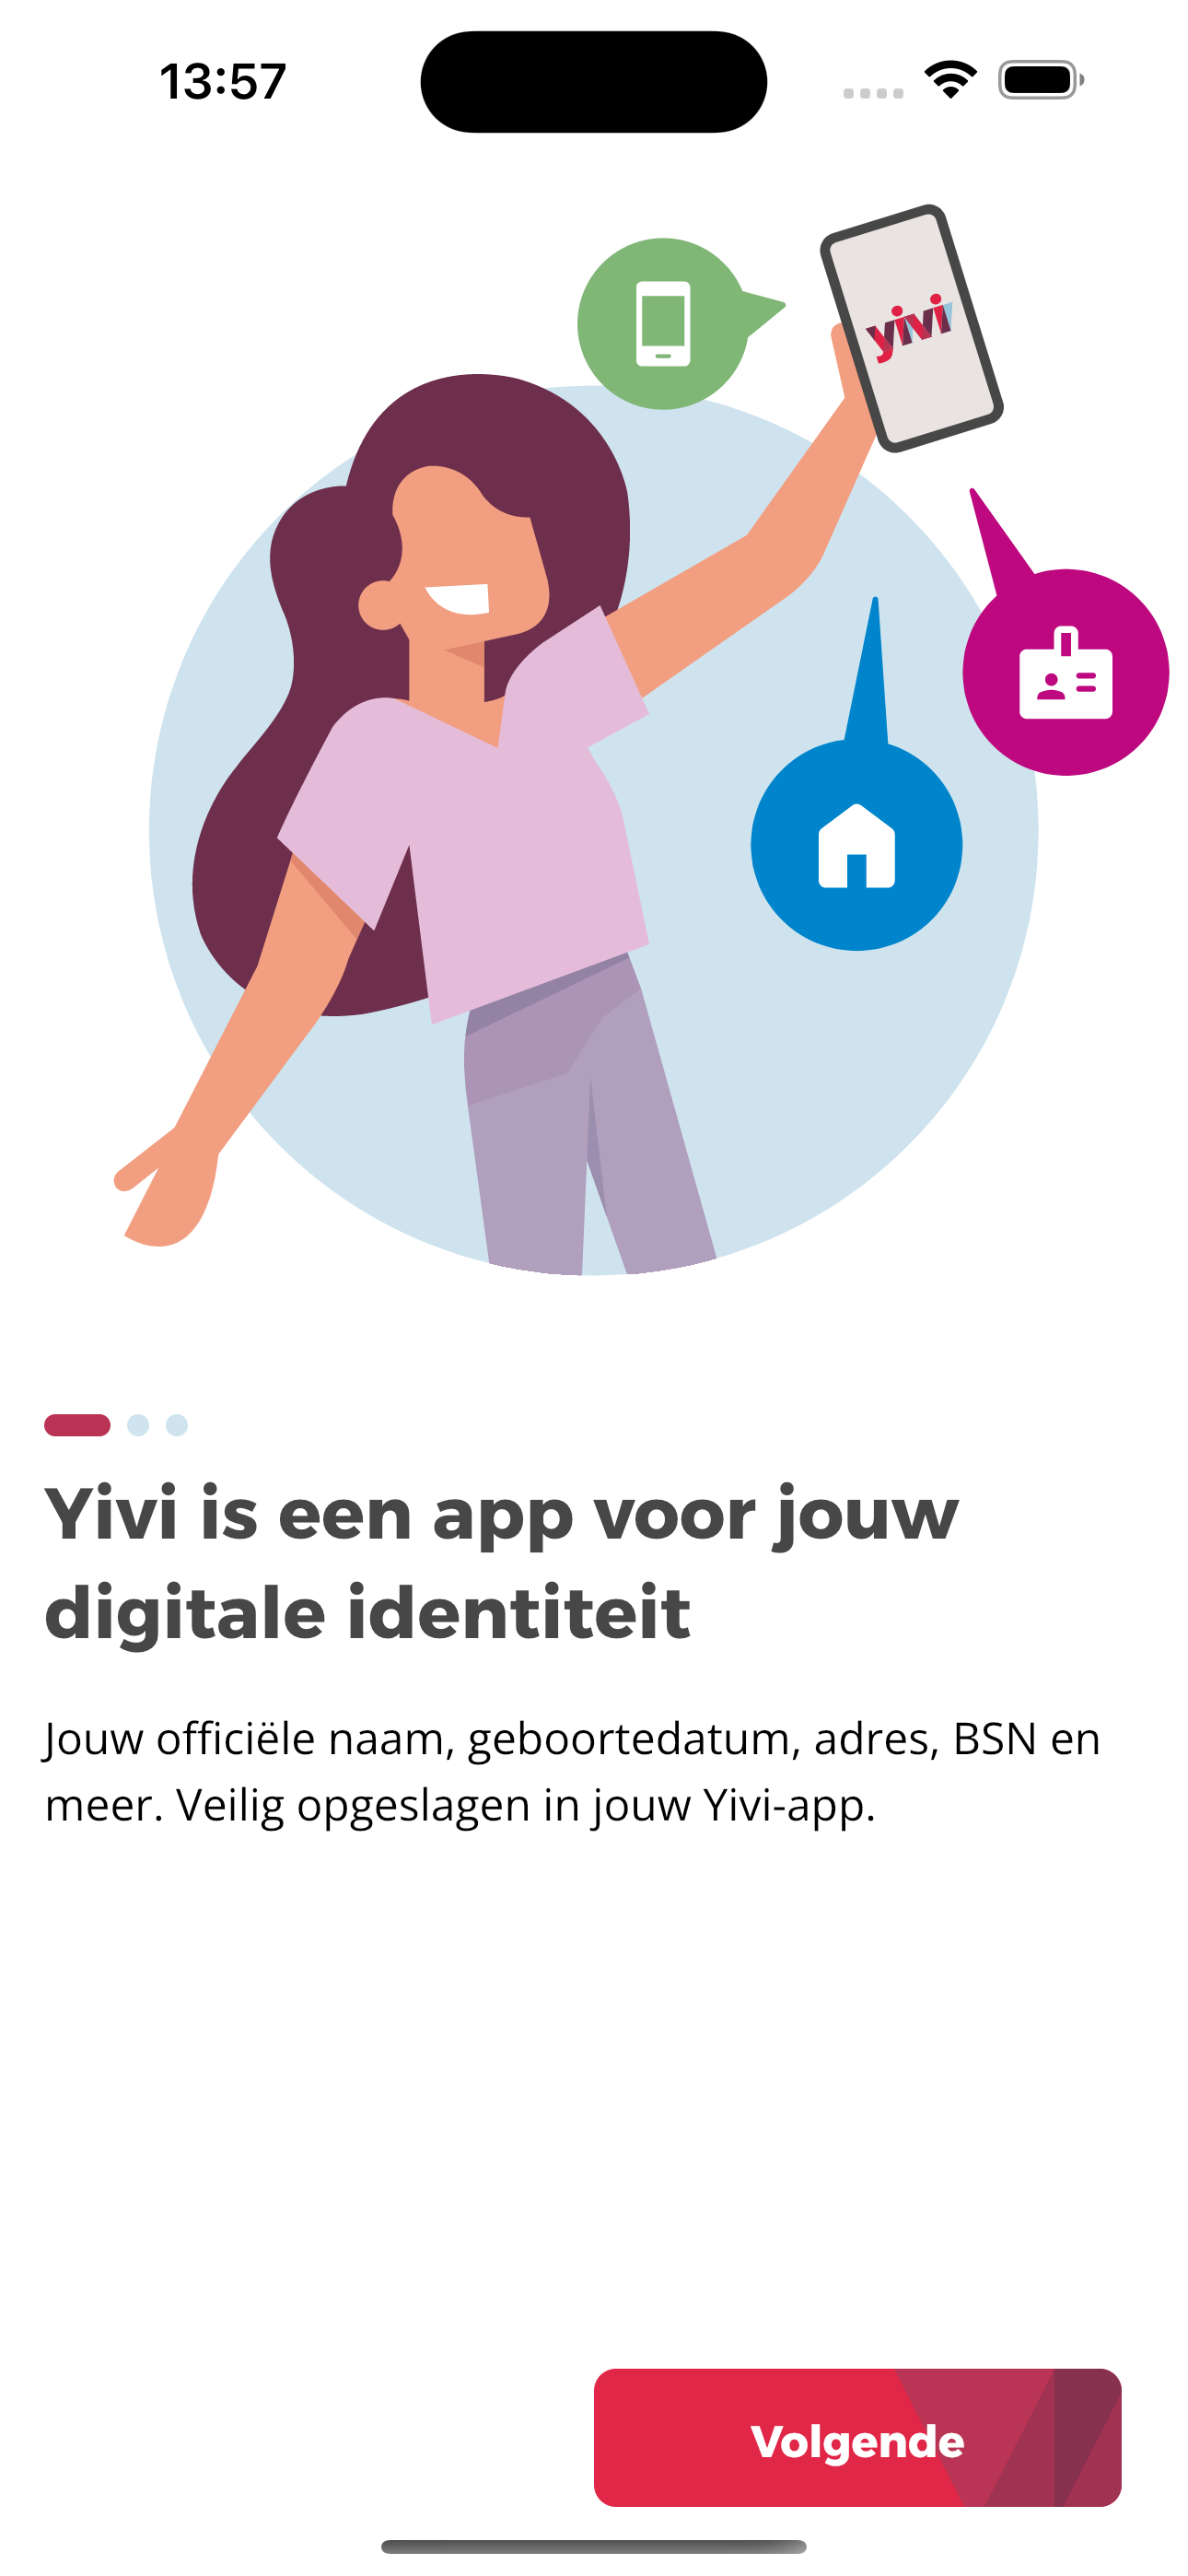 13:57
yivi
Yivi is een app voor jouw
digitale identiteit
Jouw officiële naam, geboortedatum, adres, BSN en
meer. Veilig opgeslagen in jouw Yivi-app.
Volgende